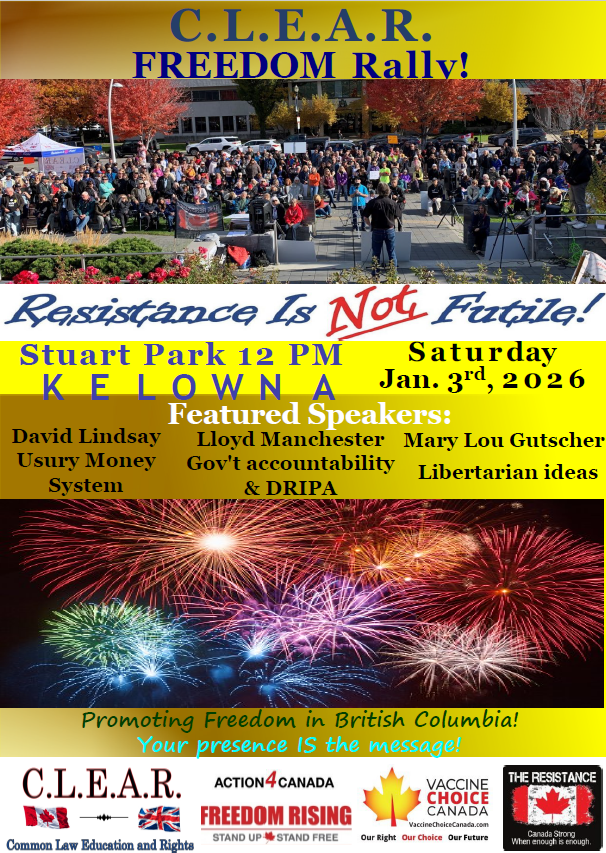 C.L.E.A.R.
FREEDOM Rally!
C.L.E.A.R.
Resistance Is Not Futile!
Stuart Park 12 PM
KELOWNA
Saturday
Jan. 3rd, 2026
Featured Speakers:
David Lindsay
Usury Money
System
Lloyd Manchester
Gov't accountability
& DRIPA
Mary Lou Gutscher
Libertarian ideas
Promoting Freedom in British Columbia!
Your presence IS the message!
C.L.E.A.R.
Common Law Education and Rights
ACTION4CANADA
FREEDOM RISING
STAND UP STAND FREE
VACCINE
CHOICE
CANADA
VaccineChoiceCanada.com
Our Right Our Choice Our Future
THE RESISTANCE
Canada Strong
When enough is enough.